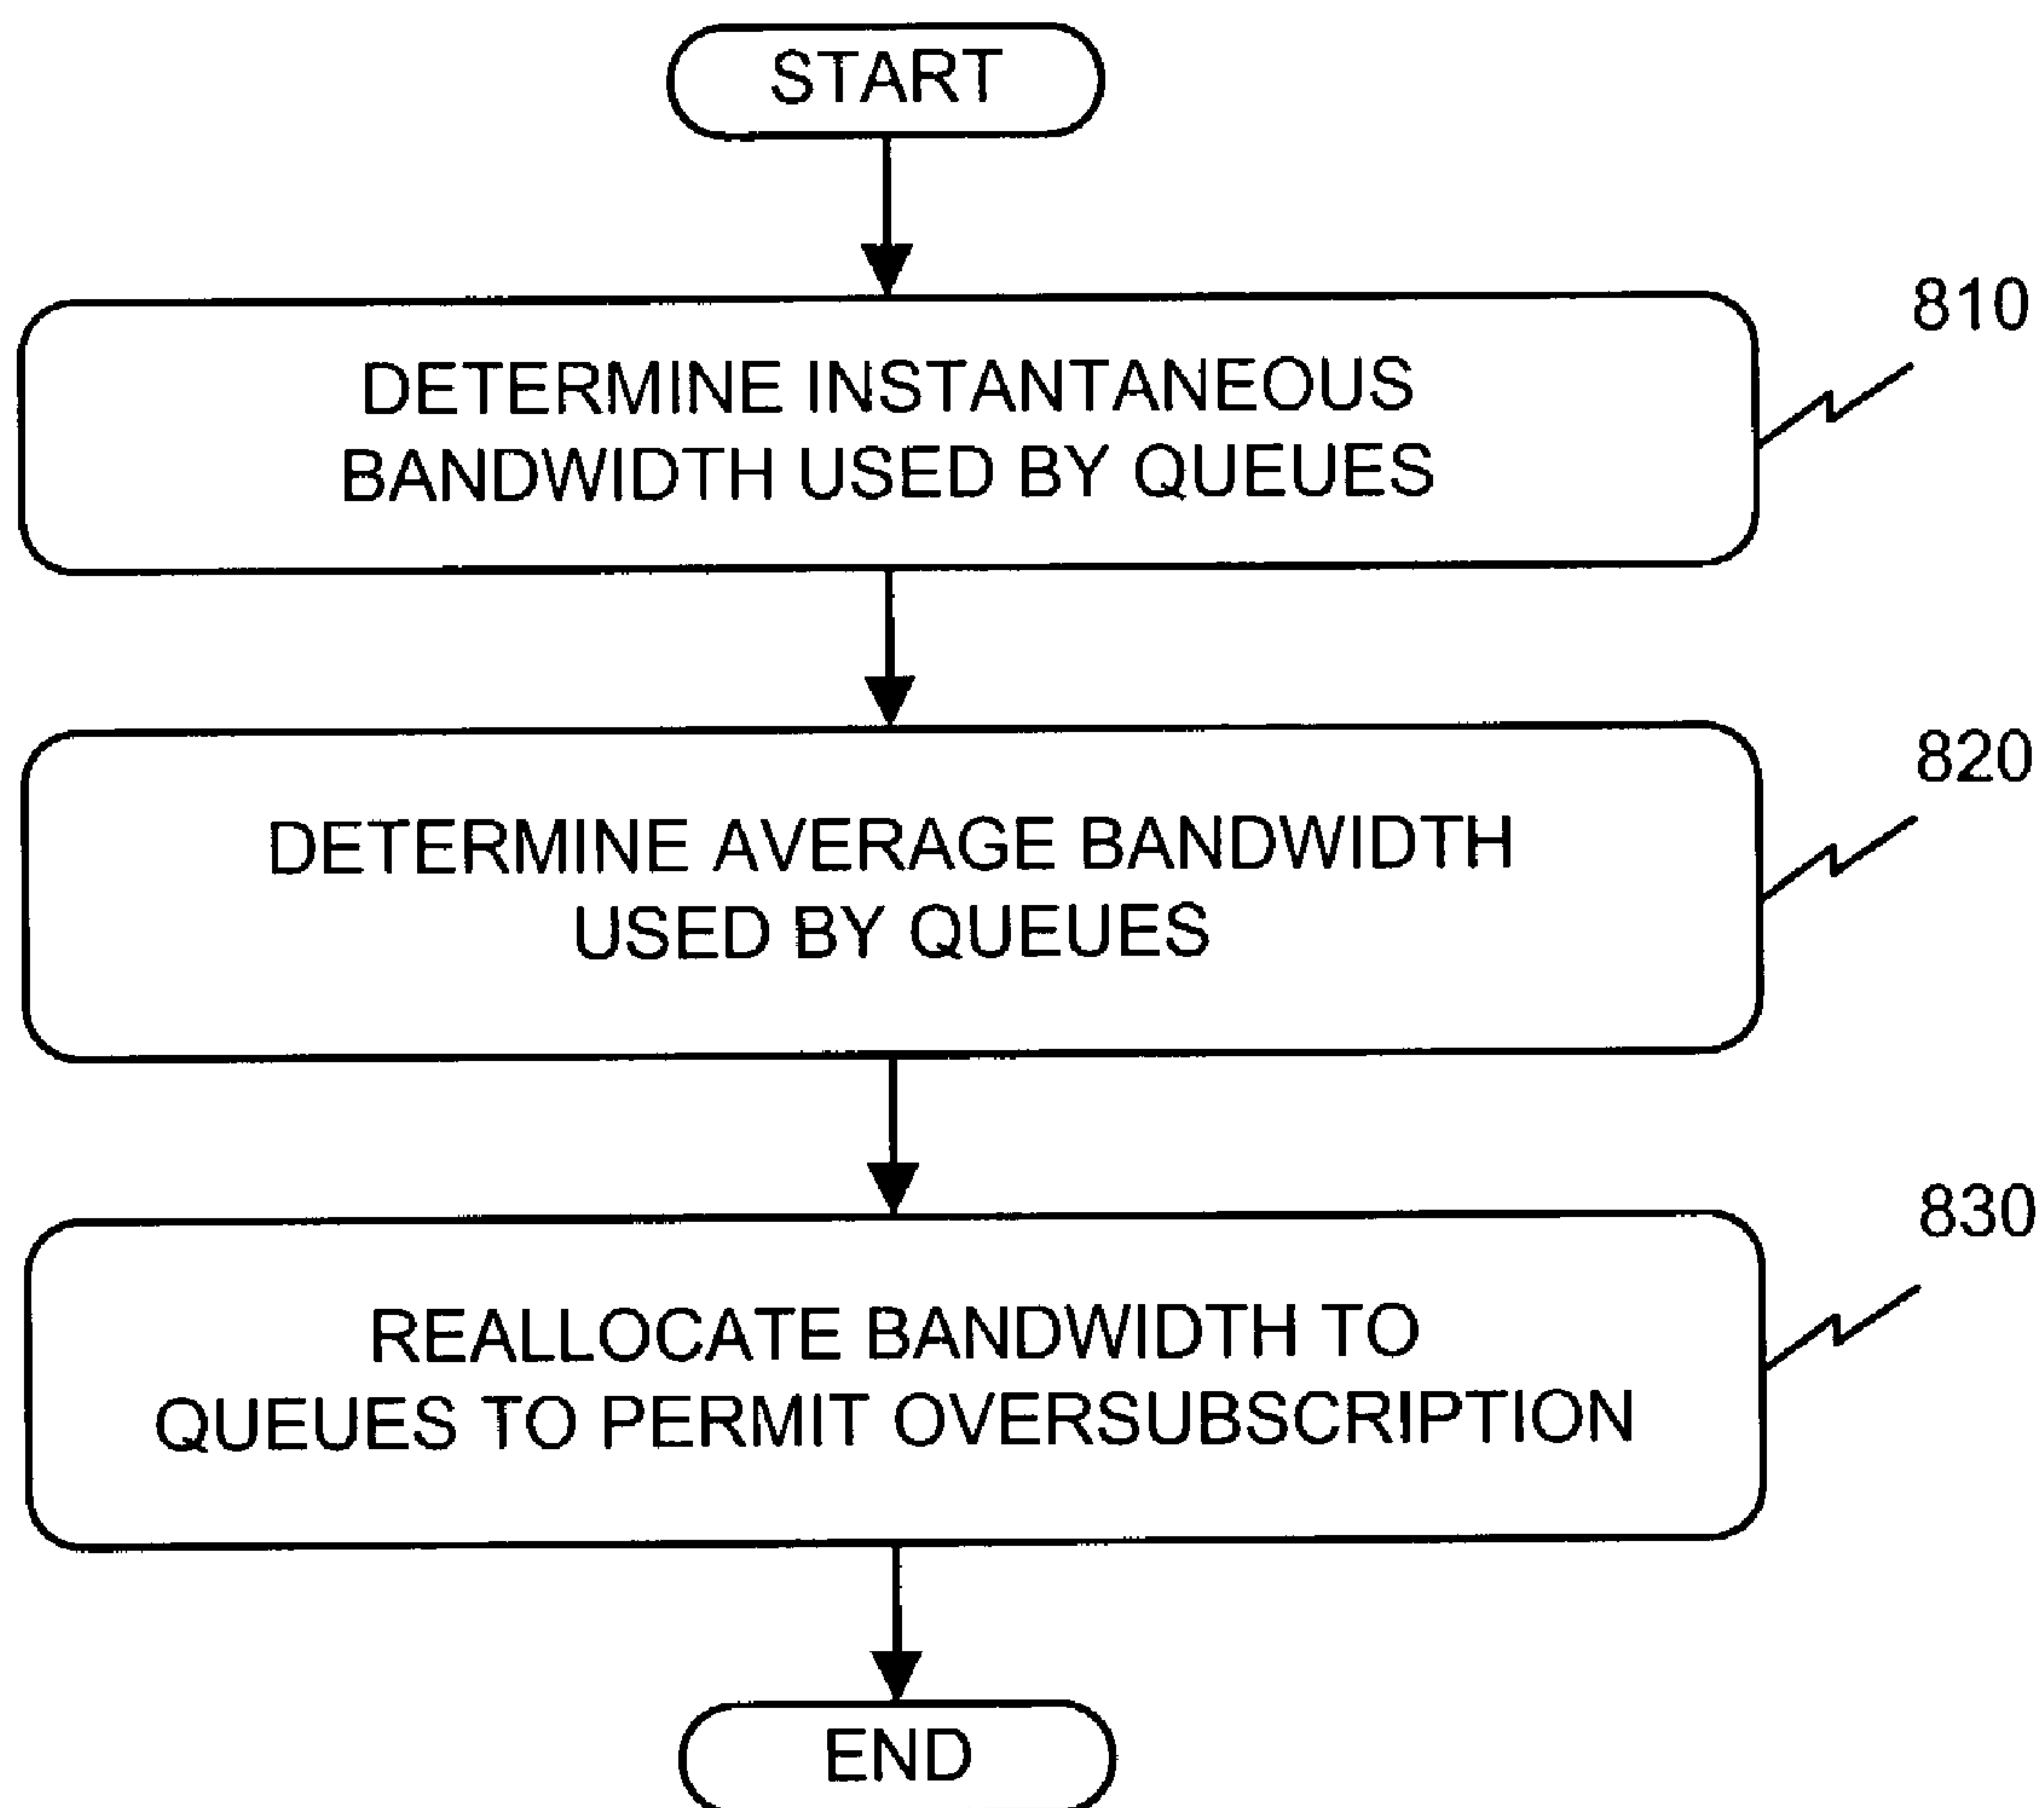 START
810
DETERMINE INSTANTANEOUS
BANDWIDTH USED BY QUEUES
820
DETERMINE AVERAGE BANDWIDTH
USED BY QUEUES
830
REALLOCATE BANDWIDTH TO
QUEUES TO PERMIT OVERSUBSCRIPTION
END